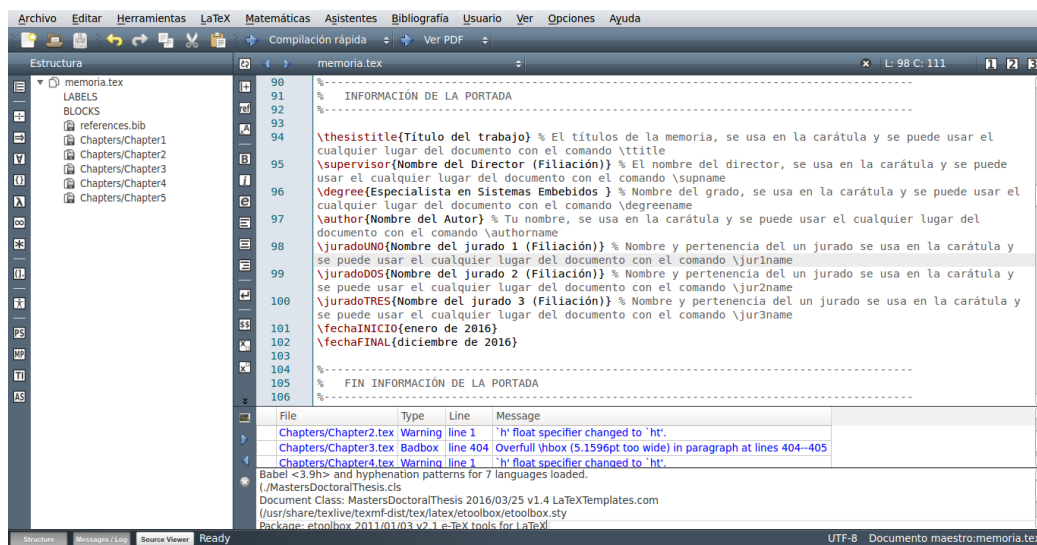 Archivo Editar Herramientas LaTeX Matemáticas Asistentes Bibliografía Usuario Ver Opciones Ayuda
Compilación rápida Ver PDF
Estructura memoria.tex L: 98 C: 111 1 2 3
memoria.tex
LABELS
BLOCKS
references.bib
Chapters/Chapter1
Chapters/Chapter2
Chapters/Chapter3
Chapters/Chapter4
Chapters/Chapter5
90 %-----------------------------------------------------------------------------------------
91 % INFORMACIÓN DE LA PORTADA
92 %-----------------------------------------------------------------------------------------
93
94 \thesistitle{Título del trabajo} % El títulos de la memoria, se usa en la carátula y se puede usar el
cualquier lugar del documento con el comando \ttitle
95 \supervisor{Nombre del Director (Filiación)} % El nombre del director, se usa en la carátula y se puede
usar el cualquier lugar del documento con el comando \supname
96 \degree{Especialista en Sistemas Embebidos } % Nombre del grado, se usa en la carátula y se puede usar el
cualquier lugar del documento con el comando \degreename
97 \author{Nombre del Autor} % Tu nombre, se usa en la carátula y se puede usar el cualquier lugar del
documento con el comando \authorname
98 \juradoUNO{Nombre del jurado 1 (Filiación)} % Nombre y pertenencia del un jurado se usa en la carátula y
se puede usar el cualquier lugar del documento con el comando \jur1name
99 \juradoDOS{Nombre del jurado 2 (Filiación)} % Nombre y pertenencia del un jurado se usa en la carátula y
se puede usar el cualquier lugar del documento con el comando \jur2name
100 \juradoTRES{Nombre del jurado 3 (Filiación)} % Nombre y pertenencia del un jurado se usa en la carátula y
se puede usar el cualquier lugar del documento con el comando \jur3name
101 \fechaINICIO{enero de 2016}
102 \fechaFINAL{diciembre de 2016}
103
104 %-----------------------------------------------------------------------------------------
105 % FIN INFORMACIÓN DE LA PORTADA
106 %-----------------------------------------------------------------------------------------
File Type Line Message
Chapters/Chapter2.tex Warning line 1 `h' float specifier changed to `ht'.
Chapters/Chapter3.tex Badbox line 404 Overfull \hbox (5.1596pt too wide) in paragraph at lines 404--405
Chapters/Chapter4.tex Warning line 1 `h' float specifier changed to `ht'.
Babel <3.9h> and hyphenation patterns for 7 languages loaded.
(./MastersDoctoralThesis.cls
Document Class: MastersDoctoralThesis 2016/03/25 v1.4 LaTeXTemplates.com
(/usr/share/texlive/texmf-dist/tex/latex/etoolbox/etoolbox.sty
Package: etoolbox 2011/01/03 v2.1 e-TeX tools for LaTeX
Structure Messages / Log Source Viewer Ready UTF-8 Documento maestro:memoria.tex